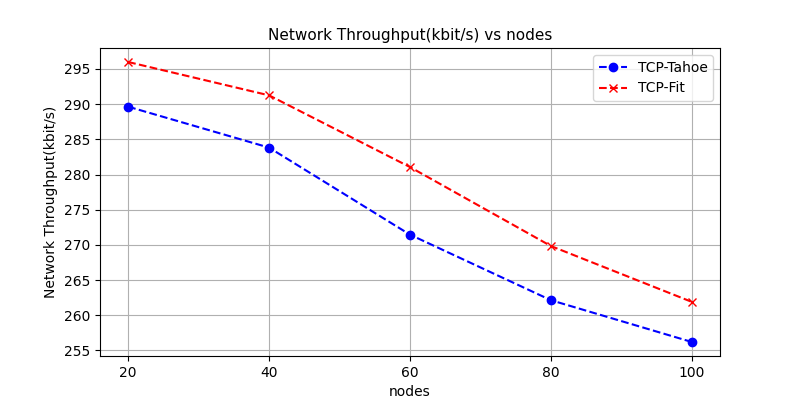 Network Throughput(kbit/s) vs nodes
TCP-Tahoe
TCP-Fit
Network Throughput(kbit/s)
295
290
285
280
275
270
265
260
255
20 40 60 80 100
nodes